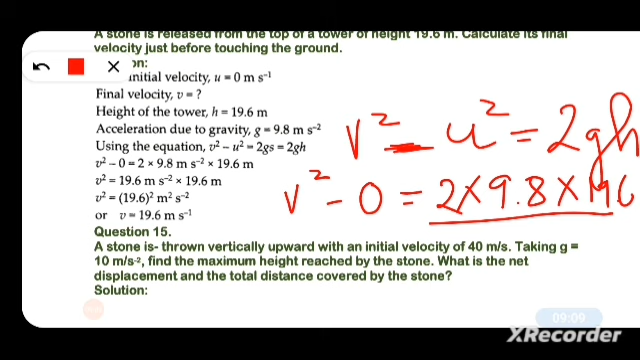 A stone is released from the top of a tower of height 19.6 m. Calculate its final
velocity just before touching the ground.
on:
nitial velocity, u = 0 m s⁻¹
Final velocity, v = ?
Height of the tower, h = 19.6 m
Acceleration due to gravity, g = 9.8 m s⁻²
Using the equation, v² – u² = 2gs = 2gh
v² – 0 = 2 × 9.8 m s⁻² × 19.6 m
v² = 19.6 m s⁻² × 19.6 m
v² = (19.6)² m² s⁻²
or v = 19.6 m s⁻¹
v² - u² = 2gh
v² - 0 = 2 × 9.8 ×
Question 15.
A stone is- thrown vertically upward with an initial velocity of 40 m/s. Taking g =
10 m/s-², find the maximum height reached by the stone. What is the net
displacement and the total distance covered by the stone?
Solution:
09:09
XRecorder